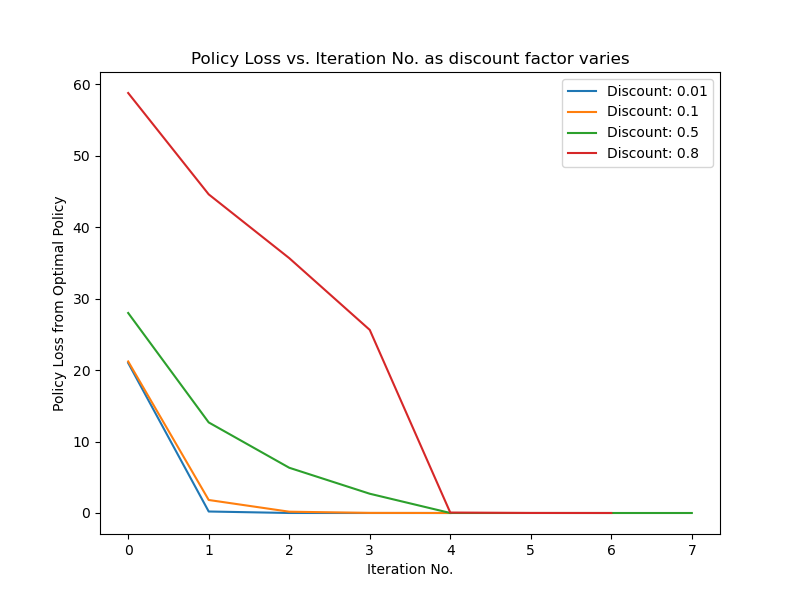 Policy Loss vs. Iteration No. as discount factor varies
Discount: 0.01
Discount: 0.1
Discount: 0.5
Discount: 0.8
Policy Loss from Optimal Policy
60
50
40
30
20
10
0
0 1 2 3 4 5 6 7
Iteration No.